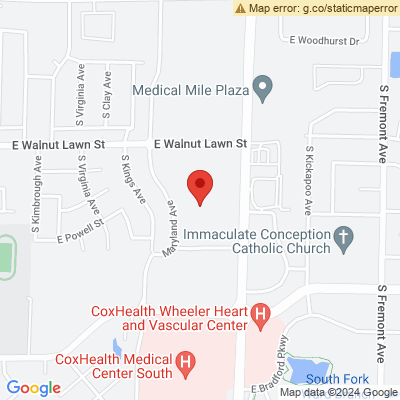 Map error: g.co/staticmaperror
E Woodhurst Dr
S Virginia Ave
S Clay Ave
Medical Mile Plaza
S Fremont Ave
E Walnut Lawn St
E Walnut Lawn St
S Kimbrough Ave
S Virginia Ave
S Kings Ave
S Kickapoo Ave
Maryland Ave
E Powell St
Immaculate Conception
Catholic Church
CoxHealth Wheeler Heart
and Vascular Center
H
S Fremont Ave
CoxHealth Medical
Center South
H
E Bradford Pkwy
South Fork
Google
Map data ©2024 Google